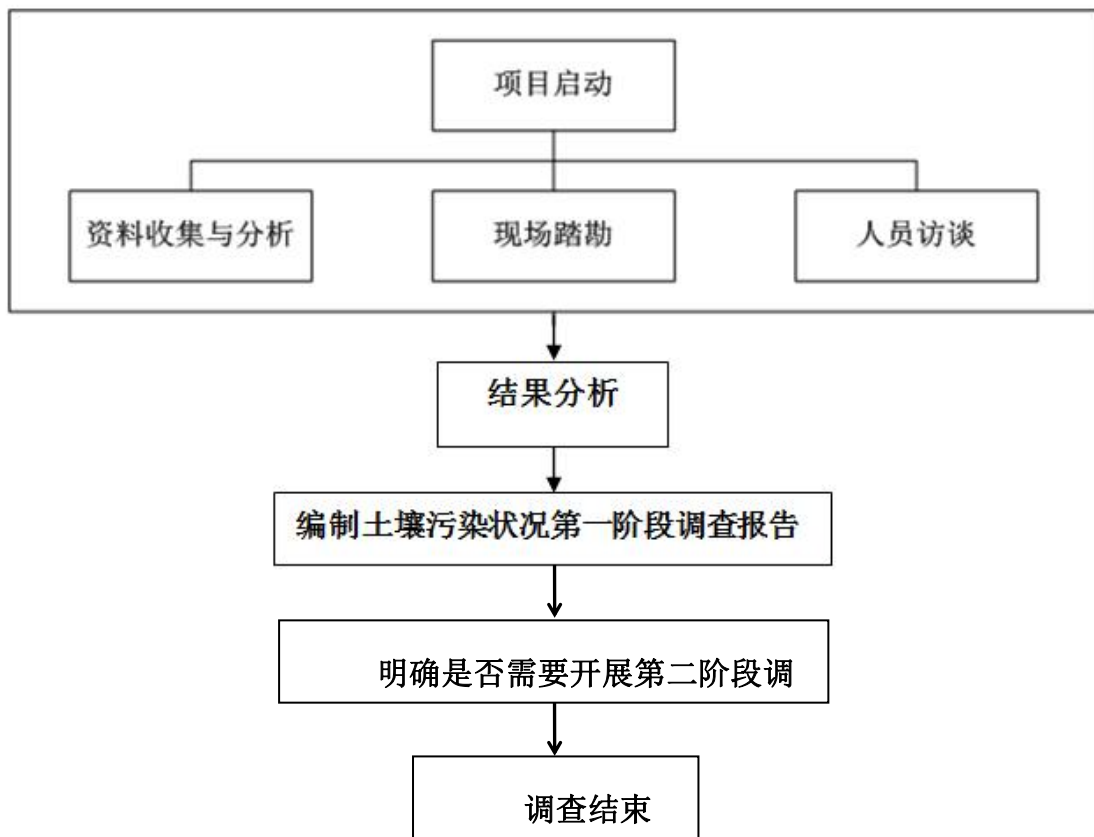 项目启动
资料收集与分析
现场踏勘
人员访谈
结果分析
编制土壤污染状况第一阶段调查报告
明确是否需要开展第二阶段调
调查结束